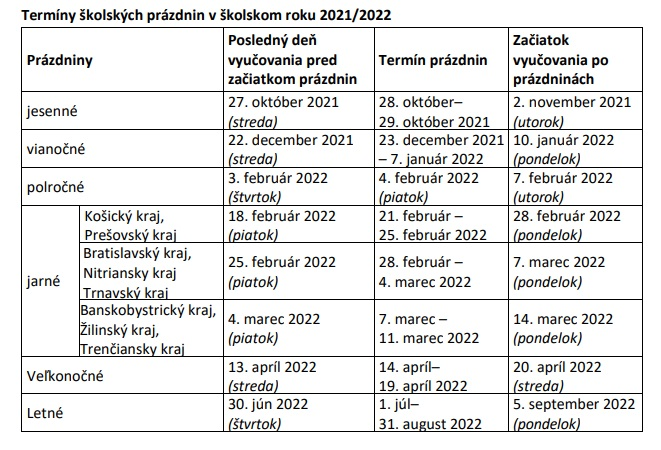 Termíny školských prázdnin v školskom roku 2021/2022
Prázdniny
Posledný deň
vyučovania pred
začiatkom prázdnin
Termín prázdnin
Začiatok
vyučovania po
prázdninách
jesenné
27. október 2021
(streda)
28. október–
29. október 2021
2. november 2021
(utorok)
vianočné
22. december 2021
(streda)
23. december 2021
– 7. január 2022
10. január 2022
(pondelok)
polročné
3. február 2022
(štvrtok)
4. február 2022
(piatok)
7. február 2022
(utorok)
jarné
Košický kraj,
Prešovský kraj
18. február 2022
(piatok)
21. február –
25. február 2022
28. február 2022
(pondelok)
Bratislavský kraj,
Nitriansky kraj
Trnavský kraj
25. február 2022
(piatok)
28. február –
4. marec 2022
7. marec 2022
(pondelok)
Banskobystrický kraj,
Žilinský kraj,
Trenčiansky kraj
4. marec 2022
(piatok)
7. marec –
11. marec 2022
14. marec 2022
(pondelok)
Veľkonočné
13. apríl 2022
(streda)
14. apríl–
19. apríl 2022
20. apríl 2022
(streda)
Letné
30. jún 2022
(štvrtok)
1. júl–
31. august 2022
5. september 2022
(pondelok)